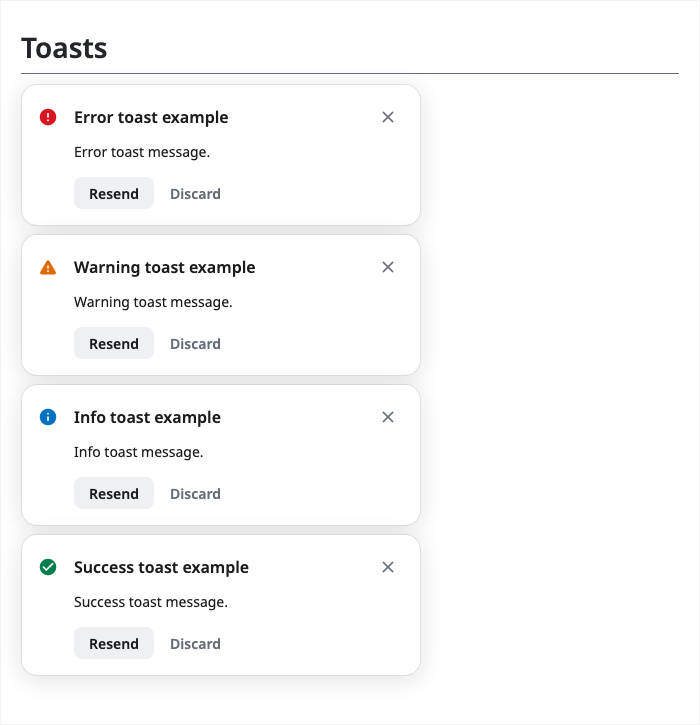 Toasts
Error toast example
Error toast message.
Resend Discard
Warning toast example
Warning toast message.
Resend Discard
Info toast example
Info toast message.
Resend Discard
Success toast example
Success toast message.
Resend Discard